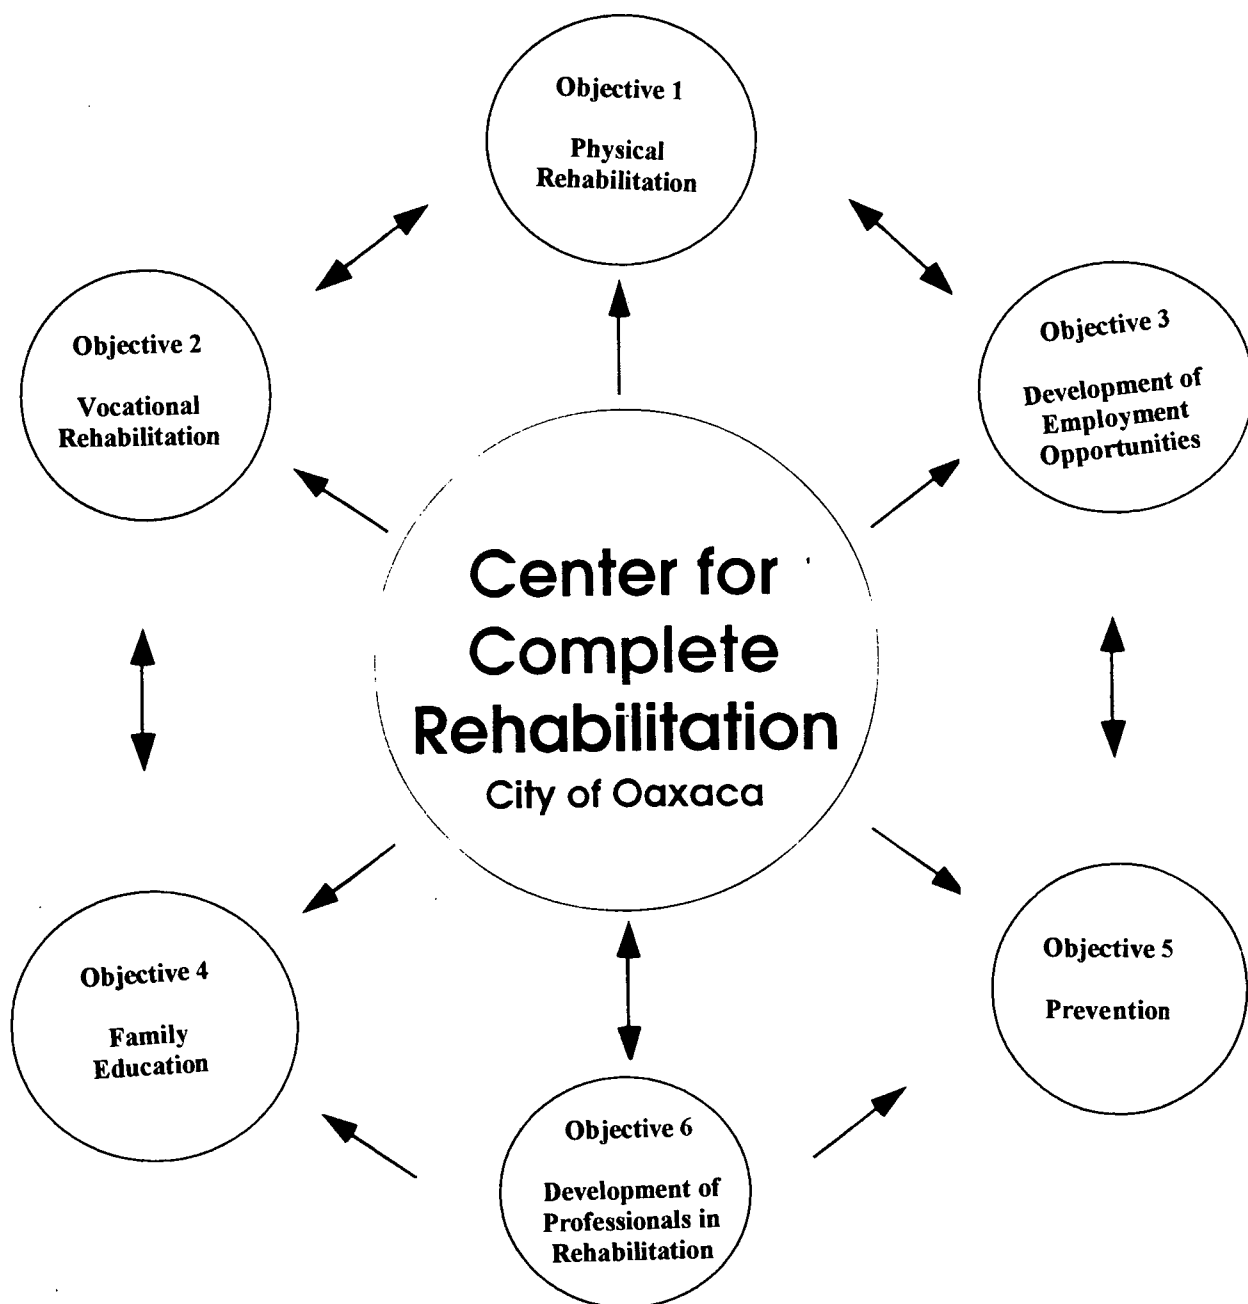 Objective 1
Physical
Rehabilitation
Objective 2
Vocational
Rehabilitation
Objective 3
Development of
Employment
Opportunities
Center for
Complete
Rehabilitation
City of Oaxaca
Objective 4
Family
Education
Objective 5
Prevention
Objective 6
Development of
Professionals in
Rehabilitation